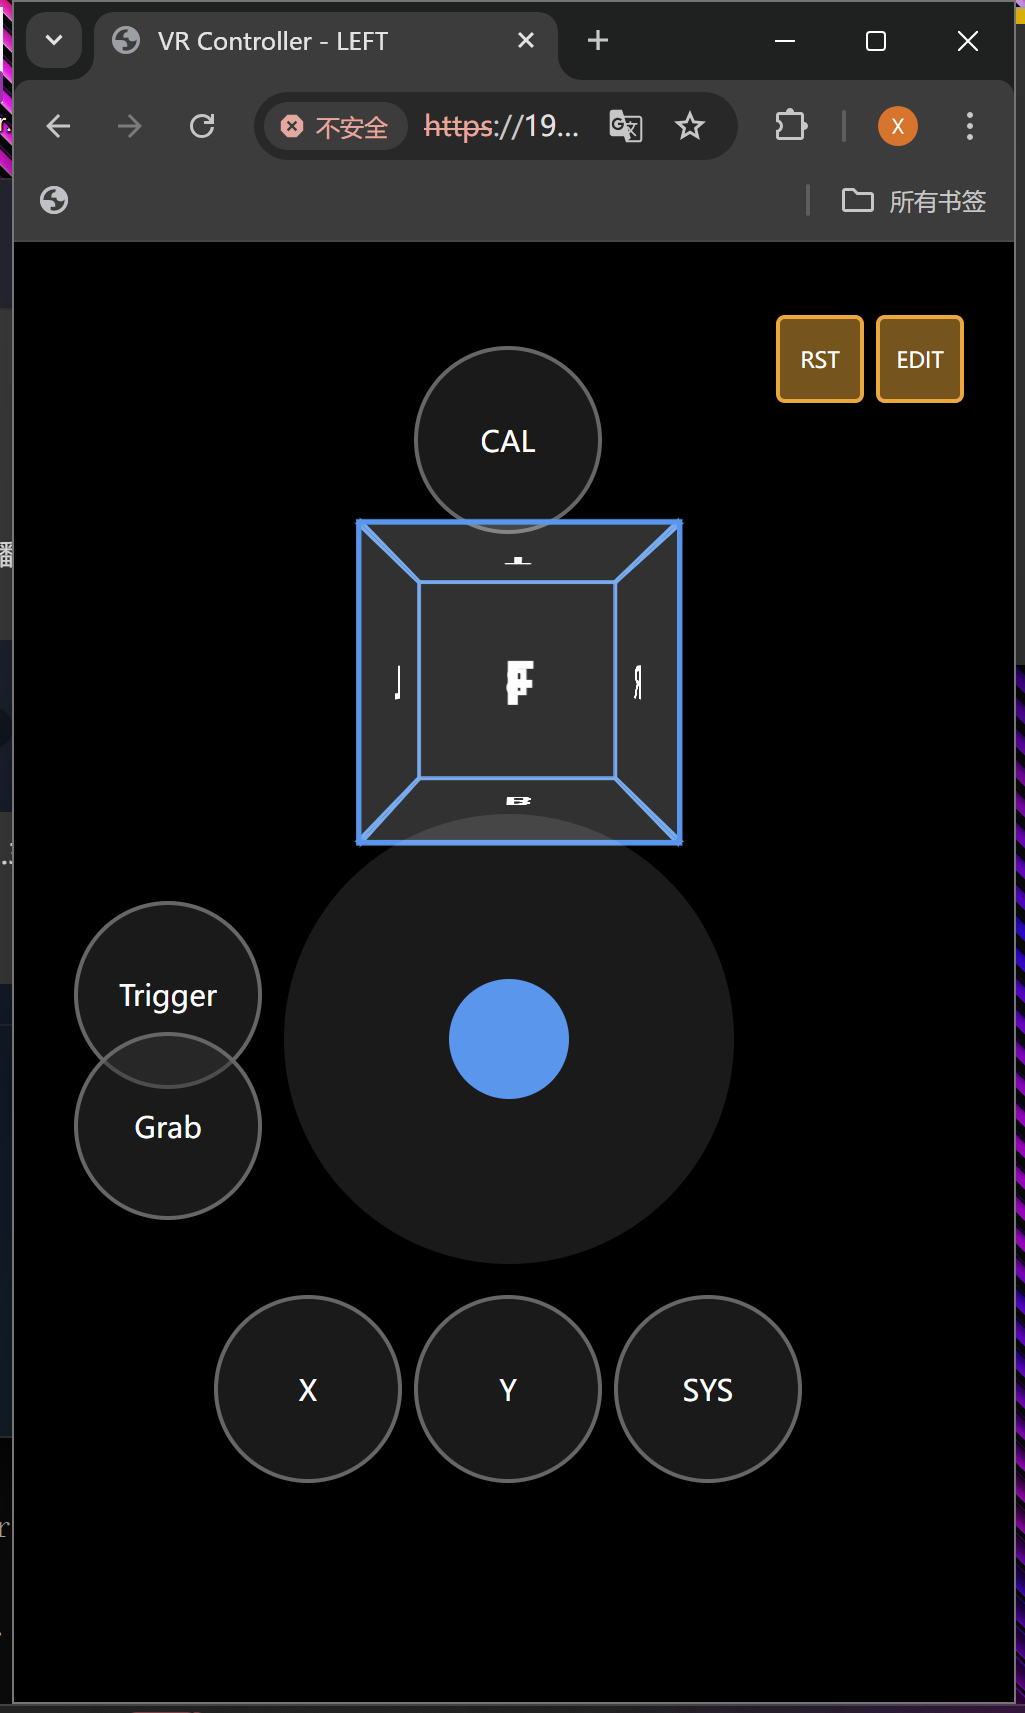 VR Controller - LEFT
不安全
https://19...
X
所有书签
RST
EDIT
CAL
T
L
F
R
B
Trigger
Grab
X
Y
SYS